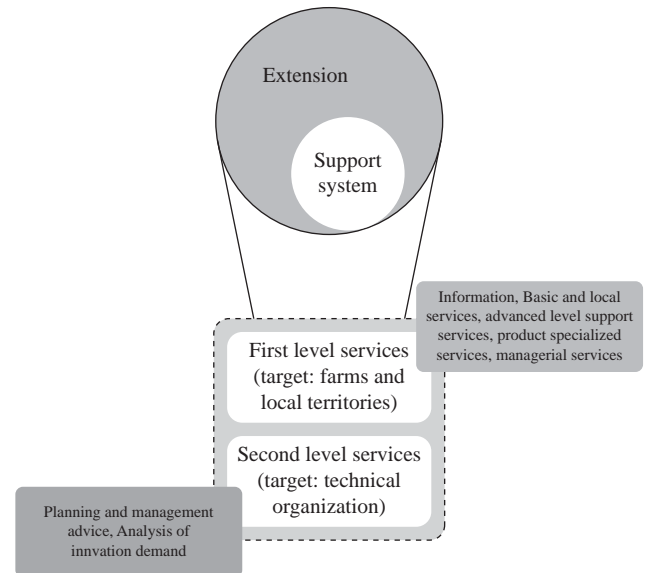 Extension
Support
system
Information, Basic and local
services, advanced level support
services, product specialized
services, managerial services
First level services
(target: farms and
local territories)
Second level services
(target: technical
organization)
Planning and management
advice, Analysis of
innvation demand